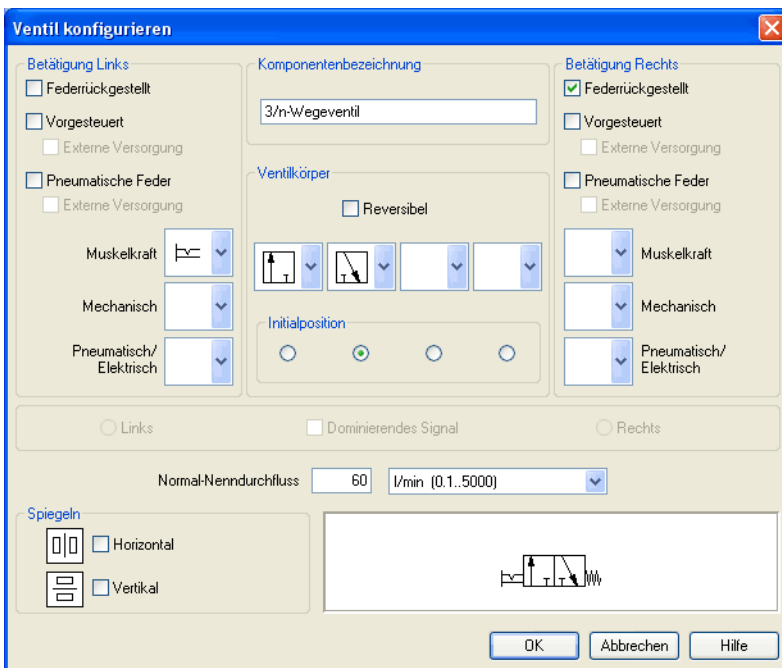 Ventil konfigurieren
Betätigung Links
Federrückgestellt
Vorgesteuert
Externe Versorgung
Pneumatische Feder
Externe Versorgung
Muskelkraft
Mechanisch
Pneumatisch/
Elektrisch
Komponentenbezeichnung
3/n-Wegeventil
Ventilkörper
Reversibel
Initialposition
Betätigung Rechts
Federrückgestellt
Vorgesteuert
Externe Versorgung
Pneumatische Feder
Externe Versorgung
Muskelkraft
Mechanisch
Pneumatisch/
Elektrisch
Links
Dominierendes Signal
Rechts
Normal-Nenndurchfluss 60 l/min (0.1..5000)
Spiegeln
Horizontal
Vertikal
OK Abbrechen Hilfe